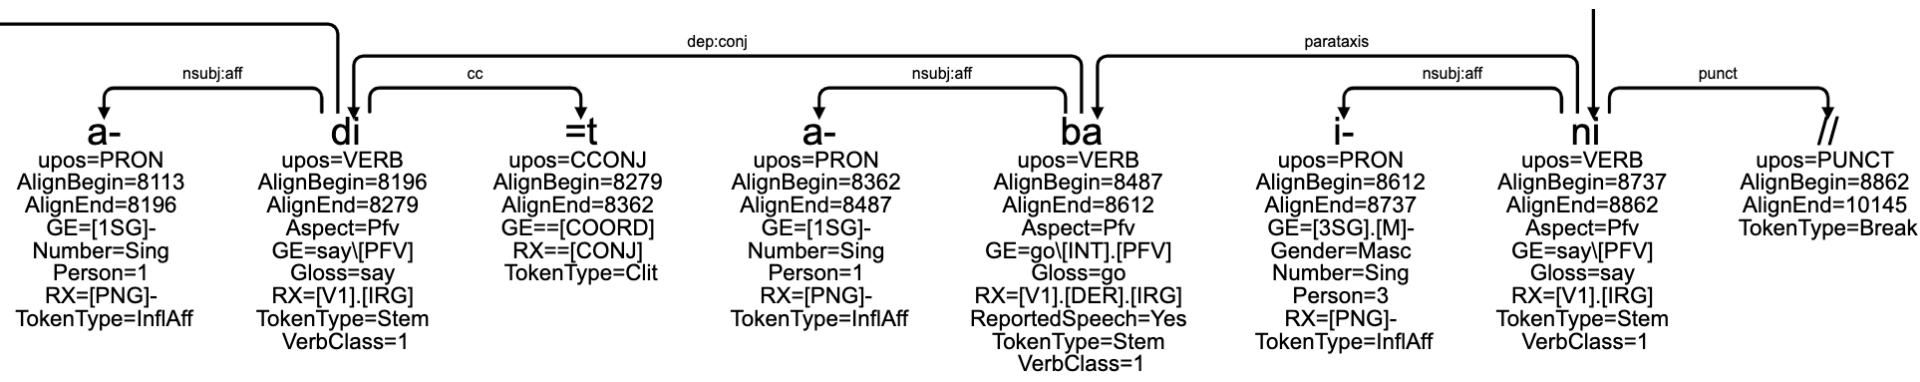 dep:conj parataxis
nsubj:aff cc nsubj:aff nsubj:aff punct
a- di =t a- ba i- ni //
upos=PRON upos=VERB upos=CCONJ upos=PRON upos=VERB upos=PRON upos=VERB upos=PUNCT
AlignBegin=8113 AlignBegin=8196 AlignBegin=8279 AlignBegin=8362 AlignBegin=8487 AlignBegin=8612 AlignBegin=8737 AlignBegin=8862
AlignEnd=8196 AlignEnd=8279 AlignEnd=8362 AlignEnd=8487 AlignEnd=8612 AlignEnd=8737 AlignEnd=8862 AlignEnd=10145
GE=[1SG]- Aspect=Pfv GE==[COORD] GE=[1SG]- Aspect=Pfv GE=[3SG].[M]- Aspect=Pfv TokenType=Break
Number=Sing GE=say\[PFV] RX==[CONJ] Number=Sing GE=go\[INT].[PFV] Gender=Masc GE=say\[PFV]
Person=1 Gloss=say TokenType=Clit Person=1 Gloss=go Number=Sing Gloss=say
RX=[PNG]- RX=[V1].[IRG] RX=[PNG]- RX=[V1].[DER].[IRG] Person=3 RX=[V1].[IRG]
TokenType=InflAff TokenType=Stem TokenType=InflAff ReportedSpeech=Yes RX=[PNG]- TokenType=Stem
VerbClass=1 TokenType=Stem TokenType=InflAff VerbClass=1
VerbClass=1